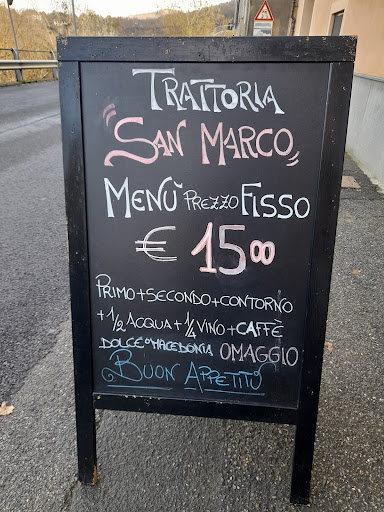 TRATTORIA
"SAN MARCO"
MENÙ PREZZO FISSO
€ 15.00
PRIMO+SECONDO+CONTORNO
+1/2 ACQUA+1/4 VINO+CAFFÈ
DOLCE O MACEDONIA OMAGGIO
BUON APPETITO